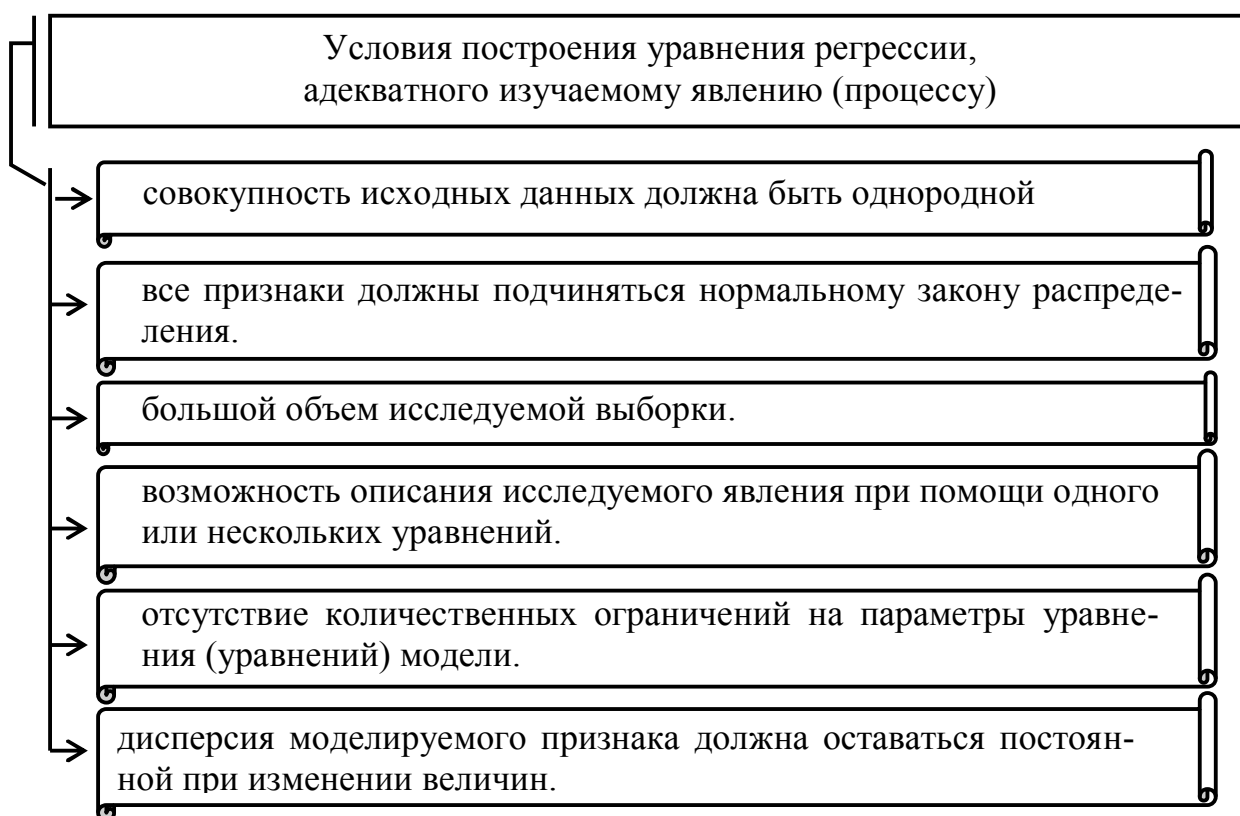 Условия построения уравнения регрессии,
адекватного изучаемому явлению (процессу)
совокупность исходных данных должна быть однородной
все признаки должны подчиняться нормальному закону распреде-
ления.
большой объем исследуемой выборки.
возможность описания исследуемого явления при помощи одного
или нескольких уравнений.
отсутствие количественных ограничений на параметры уравне-
ния (уравнений) модели.
дисперсия моделируемого признака должна оставаться постоян-
ной при изменении величин.